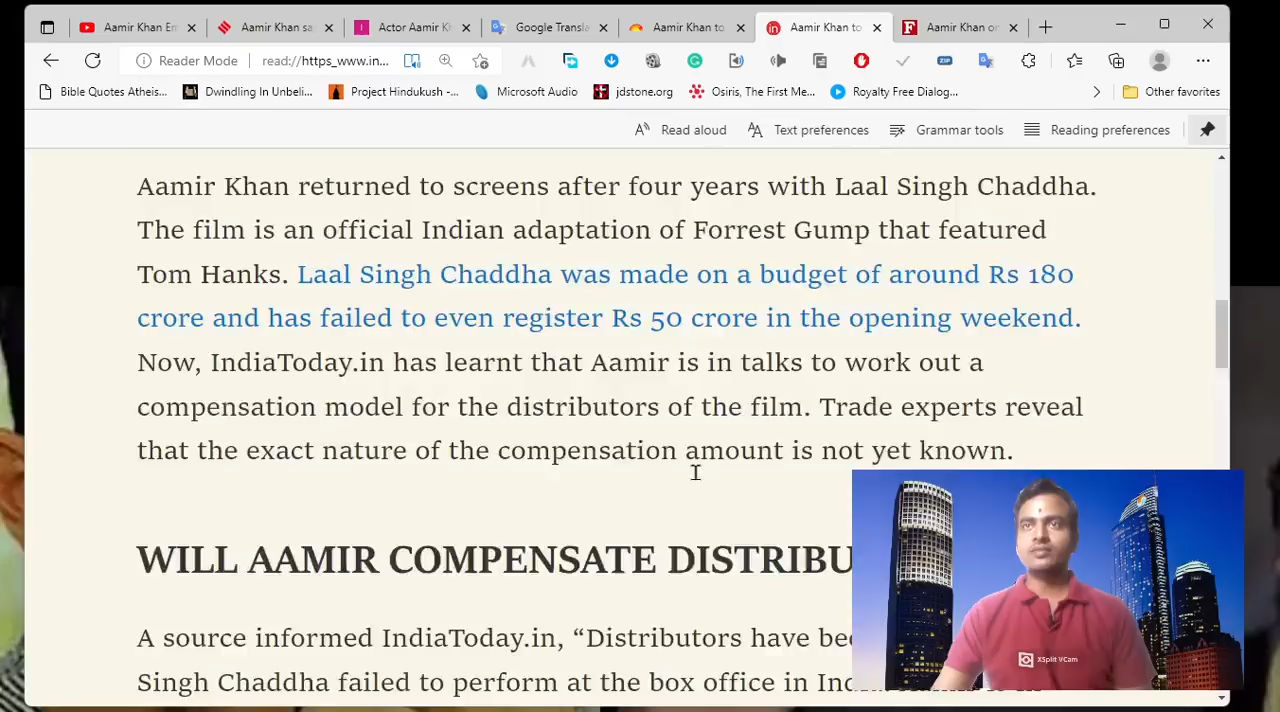 Aamir Khan Em
Aamir Khan sa
Actor Aamir K
Google Transla
Aamir Khan to
Aamir Khan to
Aamir Khan or
Reader Mode
read://https_www.in...
ZIP
Bible Quotes Atheis...
Dwindling In Unbeli...
Project Hindukush -...
Microsoft Audio
jdstone.org
Osiris, The First Me...
Royalty Free Dialog...
Other favorites
Read aloud
Text preferences
Grammar tools
Reading preferences
Aamir Khan returned to screens after four years with Laal Singh Chaddha.
The film is an official Indian adaptation of Forrest Gump that featured
Tom Hanks. Laal Singh Chaddha was made on a budget of around Rs 180
crore and has failed to even register Rs 50 crore in the opening weekend.
Now, IndiaToday.in has learnt that Aamir is in talks to work out a
compensation model for the distributors of the film. Trade experts reveal
that the exact nature of the compensation amount is not yet known.
WILL AAMIR COMPENSATE DISTRIBU
A source informed IndiaToday.in, “Distributors have be
Singh Chaddha failed to perform at the box office in Ind
XSplit VCam